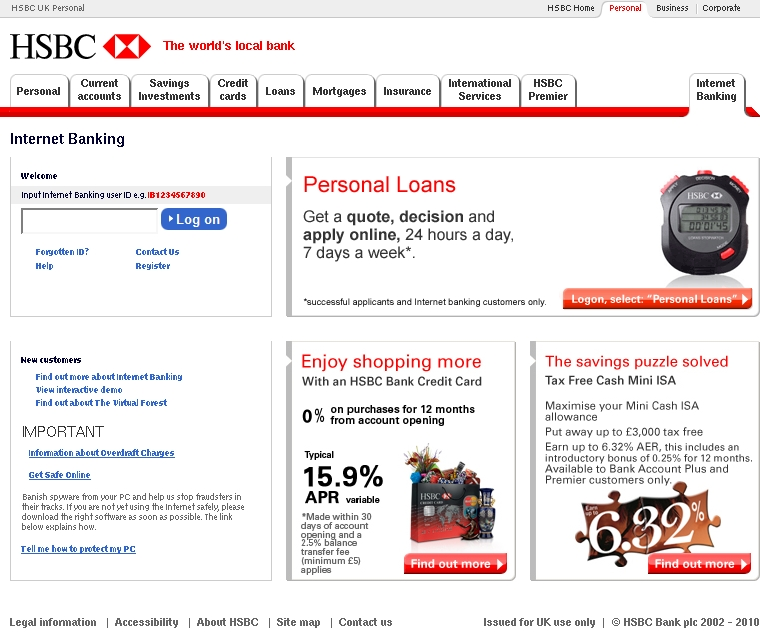 HSBC UK Personal
HSBC Home
Personal
Business
Corporate
HSBC
The world's local bank
Personal
Current accounts
Savings Investments
Credit cards
Loans
Mortgages
Insurance
International Services
HSBC Premier
Internet Banking
Internet Banking
Welcome
Input Internet Banking user ID e.g. IB1234567890
Log on
Forgotten ID?
Contact Us
Help
Register
Personal Loans
Get a quote, decision and
apply online, 24 hours a day,
7 days a week*.
*successful applicants and Internet banking customers only.
DECISION
MONEY
HSBC
Logon, select: "Personal Loans"
New customers
Find out more about Internet Banking
View interactive demo
Find out about The Virtual Forest
IMPORTANT
Information about Overdraft Charges
Get Safe Online
Banish spyware from your PC and help us stop fraudsters in
their tracks. If you are not yet using the Internet safely, please
download the right software as soon as possible. The link
below explains how.
Tell me how to protect my PC
Enjoy shopping more
With an HSBC Bank Credit Card
0% on purchases for 12 months
from account opening
Typical
15.9%
APR variable
*Made within 30
days of account
opening and a
2.5% balance
transfer fee
(minimum £5)
applies
HSBC
Find out more
The savings puzzle solved
Tax Free Cash Mini ISA
Maximise your Mini Cash ISA
allowance
Put away up to £3,000 tax free
Earn up to 6.32% AER, this includes an
introductory bonus of 0.25% for 12 months.
Available to Bank Account Plus and
Premier customers only.
Earn
up to
6.32%
Find out more
Legal information | Accessibility | About HSBC | Site map | Contact us
Issued for UK use only | © HSBC Bank plc 2002 - 2010